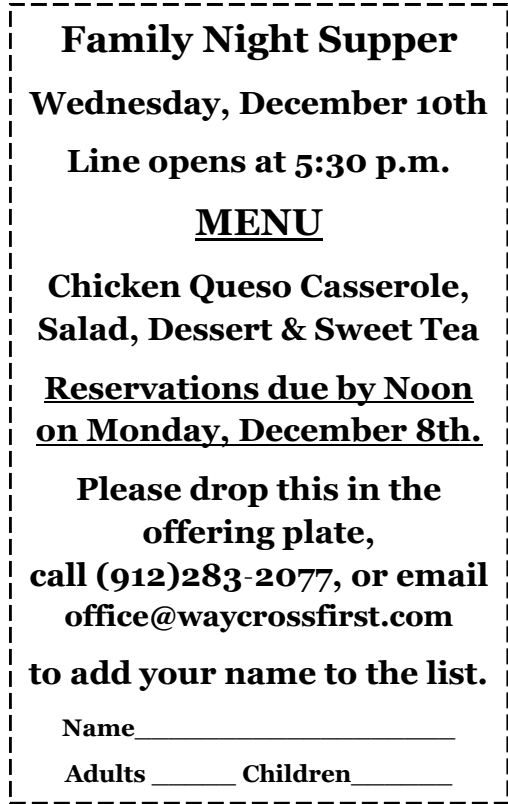 Family Night Supper
Wednesday, December 10th
Line opens at 5:30 p.m.
MENU
Chicken Queso Casserole,
Salad, Dessert & Sweet Tea
Reservations due by Noon
on Monday, December 8th.
Please drop this in the
offering plate,
call (912)283-2077, or email
office@waycrossfirst.com
to add your name to the list.
Name______________________
Adults ______ Children_______